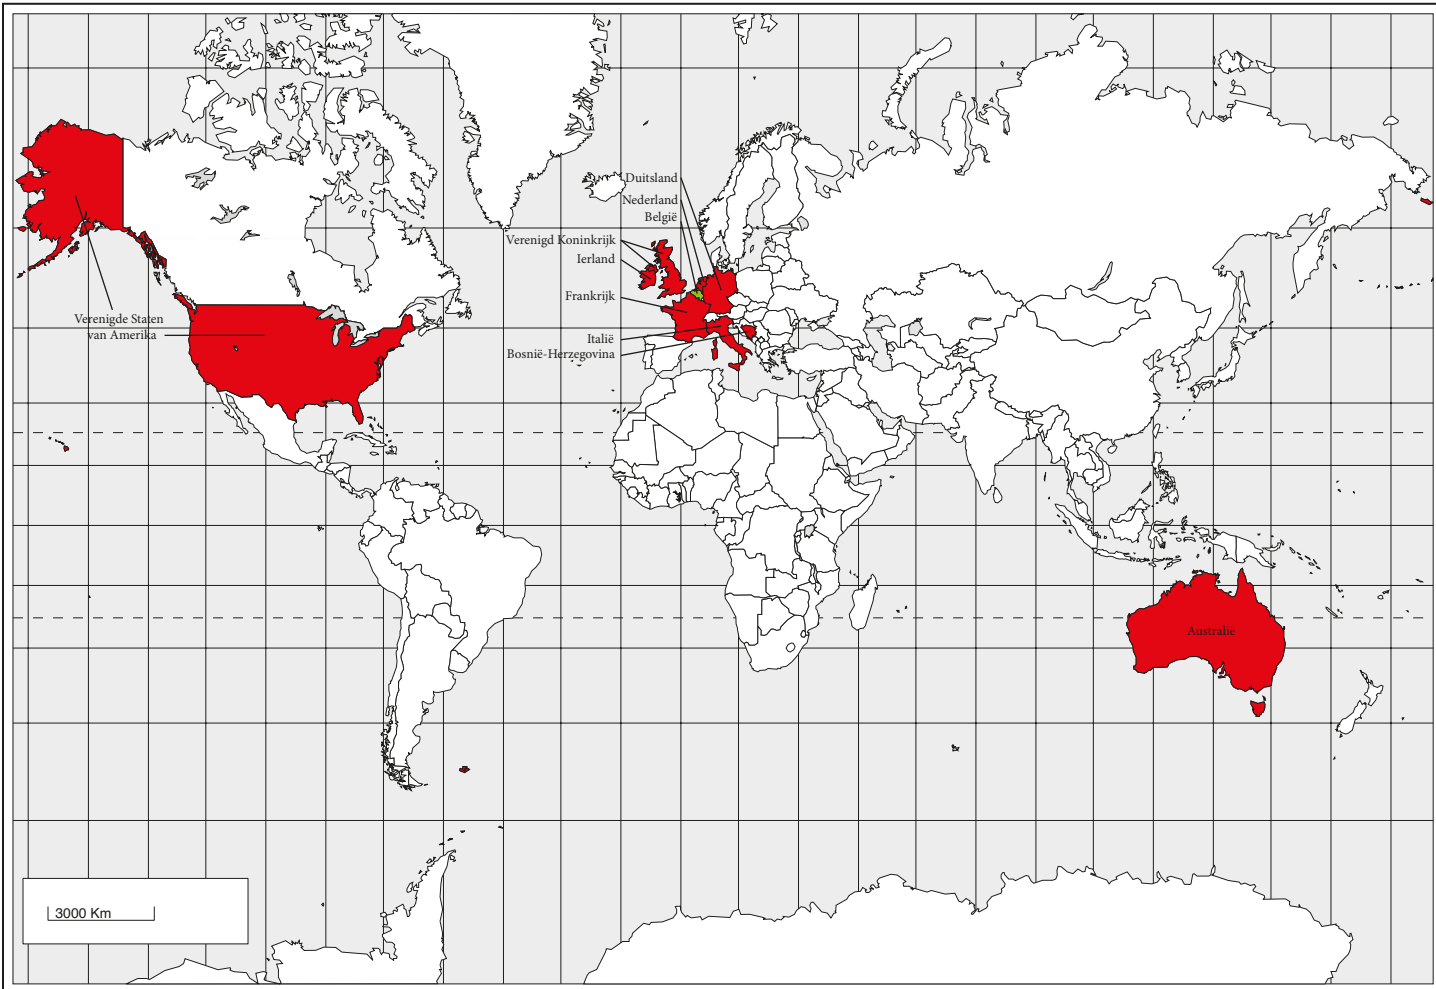 Duitsland
Nederland
België
Verenigd Koninkrijk
Ierland
Frankrijk
Verenigde Staten
van Amerika
Italië
Bosnië-Herzegovina
Australië
3000 Km